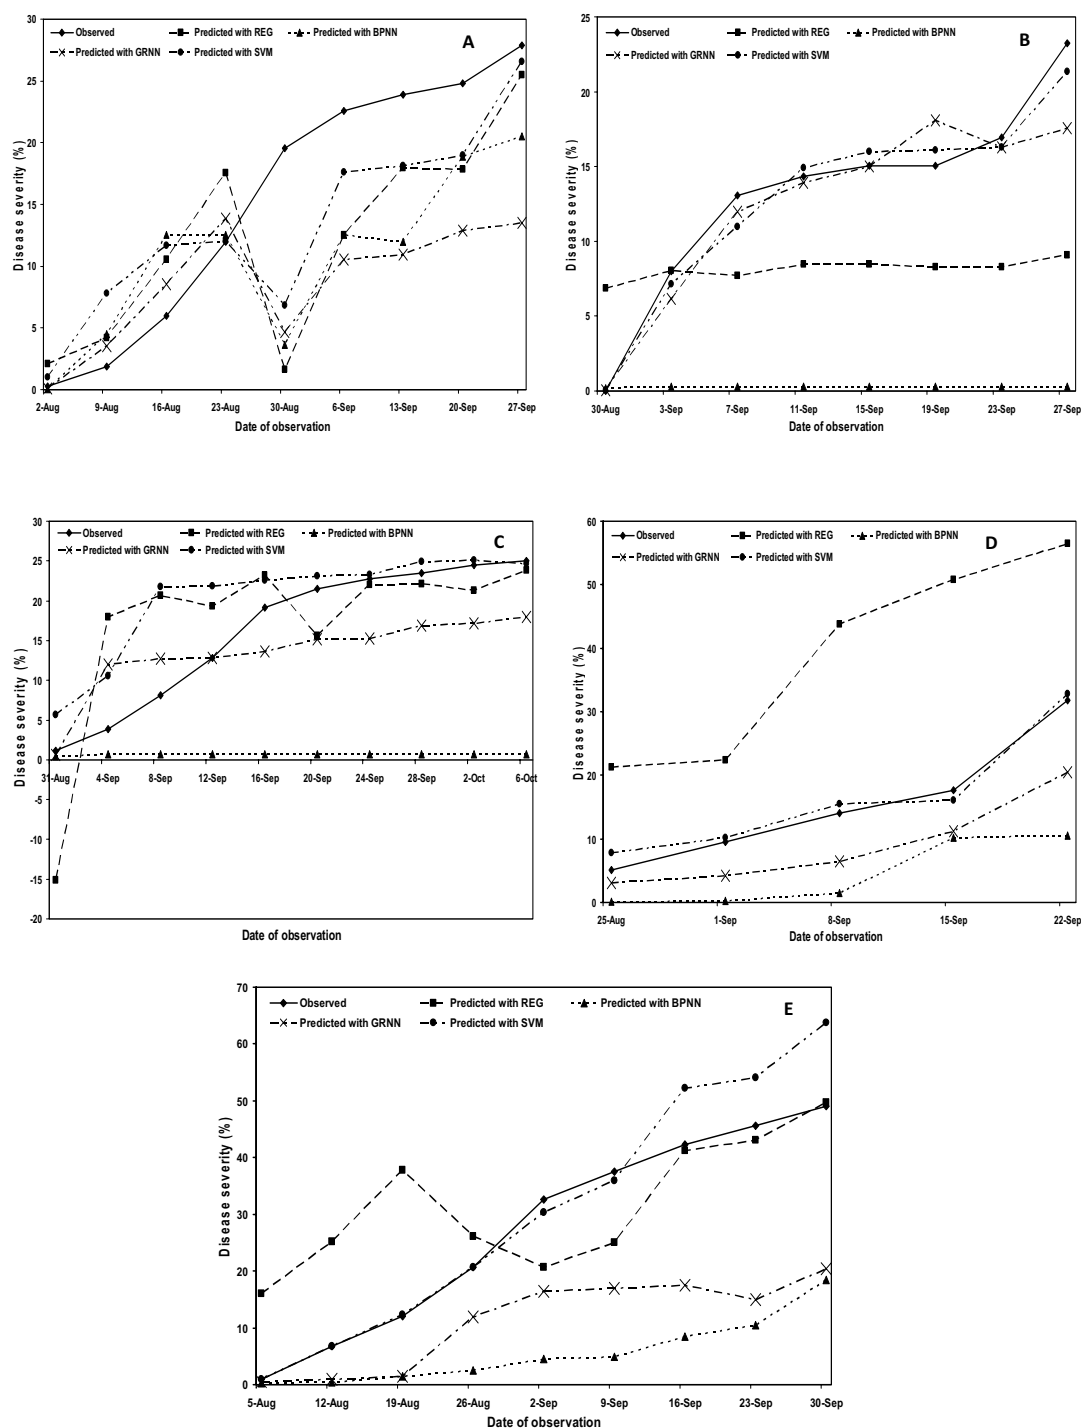 30
25
20
15
10
5
0
Disease severity (%)
Observed
Predicted with REG
Predicted with BPNN
Predicted with GRNN
Predicted with SVM
A
2-Aug 9-Aug 16-Aug 23-Aug 30-Aug 6-Sep 13-Sep 20-Sep 27-Sep
Date of observation
25
20
15
10
5
0
Disease severity (%)
Observed
Predicted with REG
Predicted with BPNN
Predicted with GRNN
Predicted with SVM
B
30-Aug 3-Sep 7-Sep 11-Sep 15-Sep 19-Sep 23-Sep 27-Sep
Date of observation
30
25
20
15
10
5
0
-5
-10
-15
-20
Disease severity (%)
Observed
Predicted with REG
Predicted with BPNN
Predicted with GRNN
Predicted with SVM
C
31-Aug 4-Sep 8-Sep 12-Sep 16-Sep 20-Sep 24-Sep 28-Sep 2-Oct 6-Oct
Date of observation
60
50
40
30
20
10
0
Disease severity (%)
Observed
Predicted with REG
Predicted with BPNN
Predicted with GRNN
Predicted with SVM
D
25-Aug 1-Sep 8-Sep 15-Sep 22-Sep
Date of observation
70
60
50
40
30
20
10
0
Disease severity (%)
Observed
Predicted with REG
Predicted with BPNN
Predicted with GRNN
Predicted with SVM
E
5-Aug 12-Aug 19-Aug 26-Aug 2-Sep 9-Sep 16-Sep 23-Sep 30-Sep
Date of observation